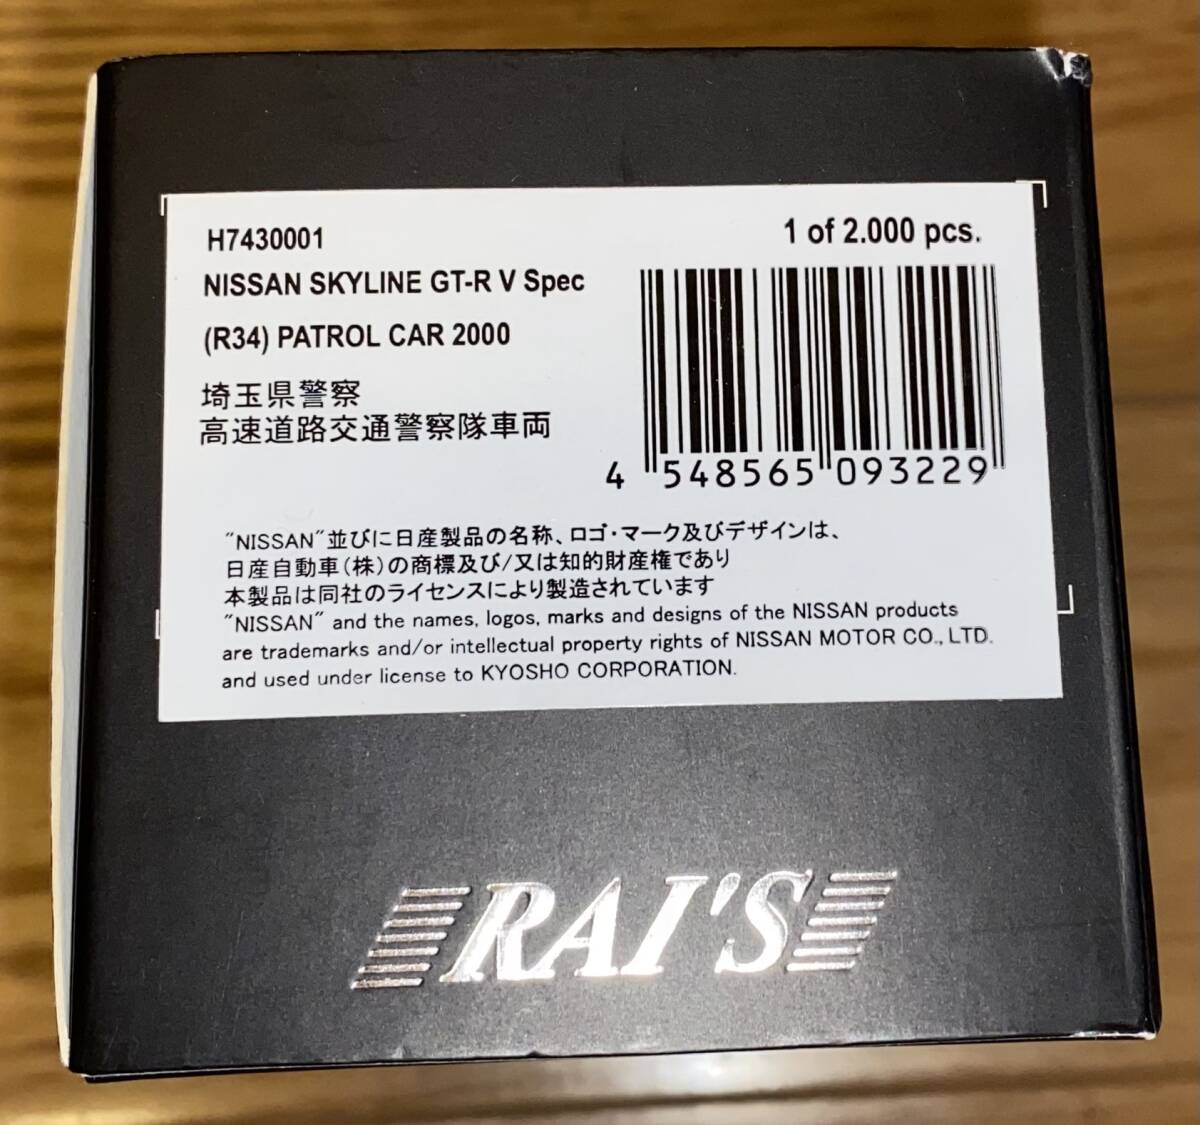 H7430001
1 of 2.000 pcs.
NISSAN SKYLINE GT-R V Spec
(R34) PATROL CAR 2000
埼玉県警察
高速道路交通警察隊車両
4 548565 093229
"NISSAN"並びに日産製品の名称、ロゴ・マーク及びデザインは、
日産自動車(株)の商標及び/又は知的財産権であり
本製品は同社のライセンスにより製造されています
"NISSAN" and the names, logos, marks and designs of the NISSAN products
are trademarks and/or intellectual property rights of NISSAN MOTOR CO., LTD.
and used under license to KYOSHO CORPORATION.
RAI'S